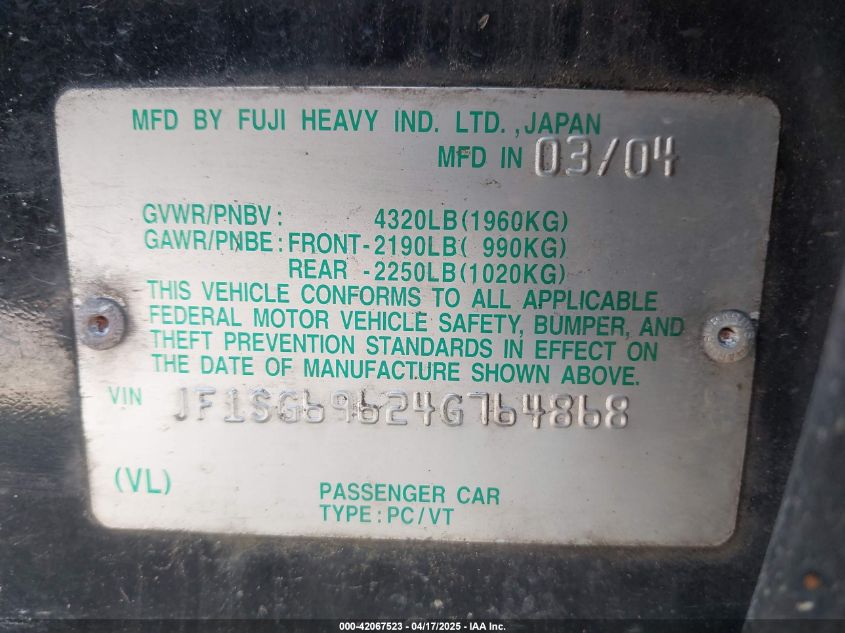 MFD BY FUJI HEAVY IND. LTD., JAPAN
MFD IN 03/04
GVWR/PNBV: 4320LB(1960KG)
GAWR/PNBE: FRONT-2190LB( 990KG)
REAR -2250LB(1020KG)
THIS VEHICLE CONFORMS TO ALL APPLICABLE
FEDERAL MOTOR VEHICLE SAFETY, BUMPER, AND
THEFT PREVENTION STANDARDS IN EFFECT ON
THE DATE OF MANUFACTURE SHOWN ABOVE.
VIN JF1SG69624G764868
(VL) PASSENGER CAR
TYPE: PC/VT
000-42067523 - 04/17/2025 - IAA Inc.